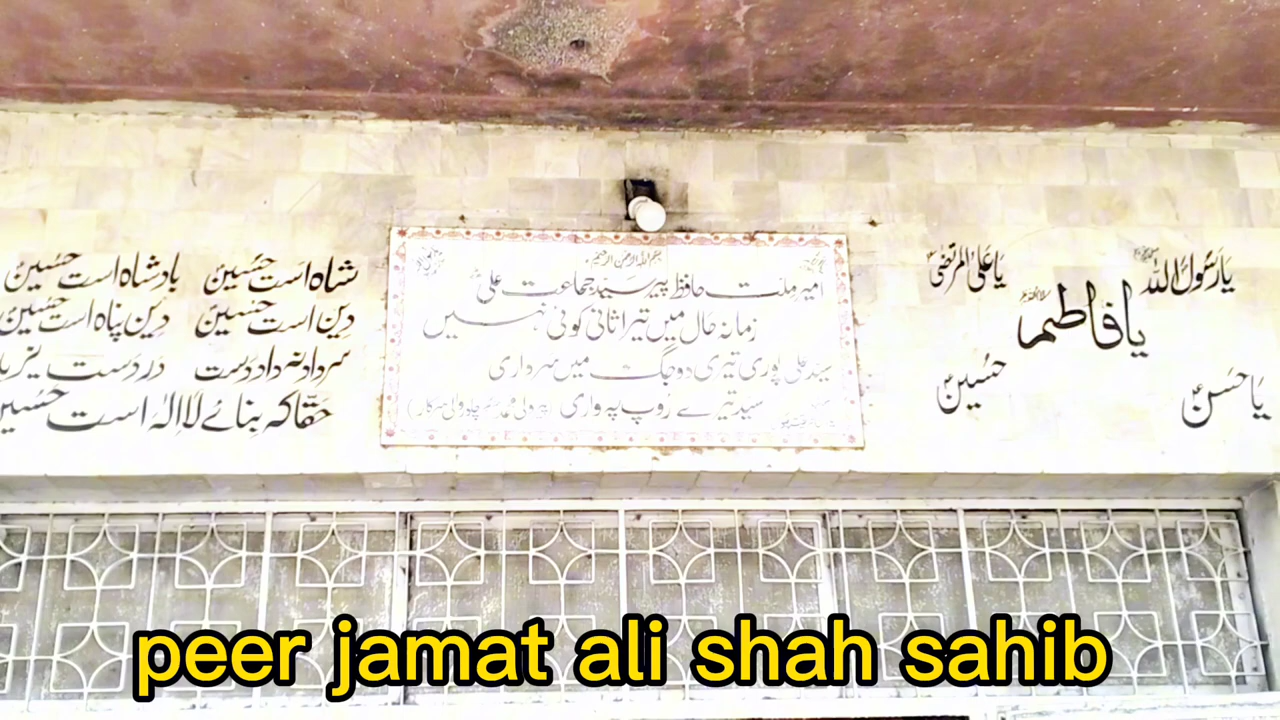 یا رسول اللہ
یا علی المرتضیٰ
یا فاطمہ
یا حسن
حسین
بسم اللہ الرحمن الرحیم
امیر ملت حافظ پیر سید جماعت علی
زمانہ حال میں تیرا ثانی کوئی نہیں
سید علی پوری تیری دو جگ میں سرداری
سید تیرے روپ پہ واری
شاہ است حسین بادشاہ است حسین
دین است حسین دین پناہ است حسین
سرداد نہ داد دست در دست یزید
حقا کہ بنائے لا الٰہ است حسین
peer jamat ali shah sahib